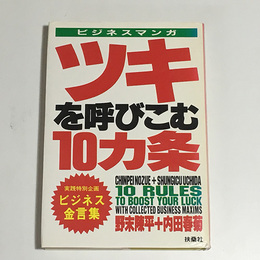 ビジネスマンガ
ツキ
を呼びこむ
10カ条
CHINPEI NOZUE + SHUNGICU UCHIDA
10 RULES
TO BOOST YOUR LUCK
WITH COLLECTED BUSINESS MAXIMS
実践特別企画
ビジネス
金言集
野末陳平+内田春菊
扶桑社